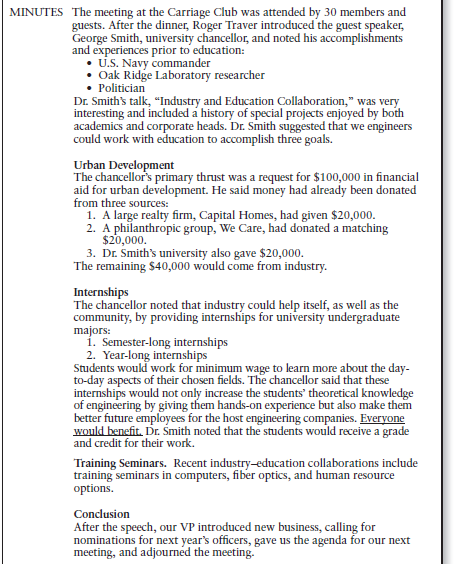 MINUTES The meeting at the Carriage Club was attended by 30 members and
guests. After the dinner, Roger Traver introduced the guest speaker,
George Smith, university chancellor, and noted his accomplishments
and experiences prior to education:
• U.S. Navy commander
• Oak Ridge Laboratory researcher
• Politician
Dr. Smith's talk, “Industry and Education Collaboration,” was very
interesting and included a history of special projects enjoyed by both
academics and corporate heads. Dr. Smith suggested that we engineers
could work with education to accomplish three goals.
Urban Development
The chancellor's primary thrust was a request for $100,000 in financial
aid for urban development. He said money had already been donated
from three sources:
1. A large realty firm, Capital Homes, had given $20,000.
2. A philanthropic group, We Care, had donated a matching
$20,000.
3. Dr. Smith's university also gave $20,000.
The remaining $40,000 would come from industry.
Internships
The chancellor noted that industry could help itself, as well as the
community, by providing internships for university undergraduate
majors:
1. Semester-long internships
2. Year-long internships
Students would work for minimum wage to learn more about the day-
to-day aspects of their chosen fields. The chancellor said that these
internships would not only increase the students' theoretical knowledge
of engineering by giving them hands-on experience but also make them
better future employees for the host engineering companies. Everyone
would benefit. Dr. Smith noted that the students would receive a grade
and credit for their work.
Training Seminars. Recent industry–education collaborations include
training seminars in computers, fiber optics, and human resource
options.
Conclusion
After the speech, our VP introduced new business, calling for
nominations for next year's officers, gave us the agenda for our next
meeting, and adjourned the meeting.